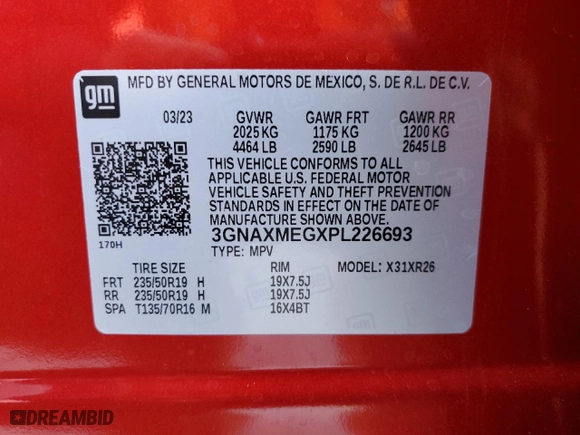 gm
MFD BY GENERAL MOTORS DE MEXICO, S. DE R.L. DE C.V.
03/23 GVWR GAWR FRT GAWR RR
2025 KG 1175 KG 1200 KG
4464 LB 2590 LB 2645 LB
THIS VEHICLE CONFORMS TO ALL
APPLICABLE U.S. FEDERAL MOTOR
VEHICLE SAFETY AND THEFT PREVENTION
STANDARDS IN EFFECT ON THE DATE
OF MANUFACTURE SHOWN ABOVE.
170H
3GNAXMEGXPL226693
TYPE: MPV
TIRE SIZE RIM MODEL: X31XR26
FRT 235/50R19 H 19X7.5J
RR 235/50R19 H 19X7.5J
SPA T135/70R16 M 16X4BT
DREAMBID